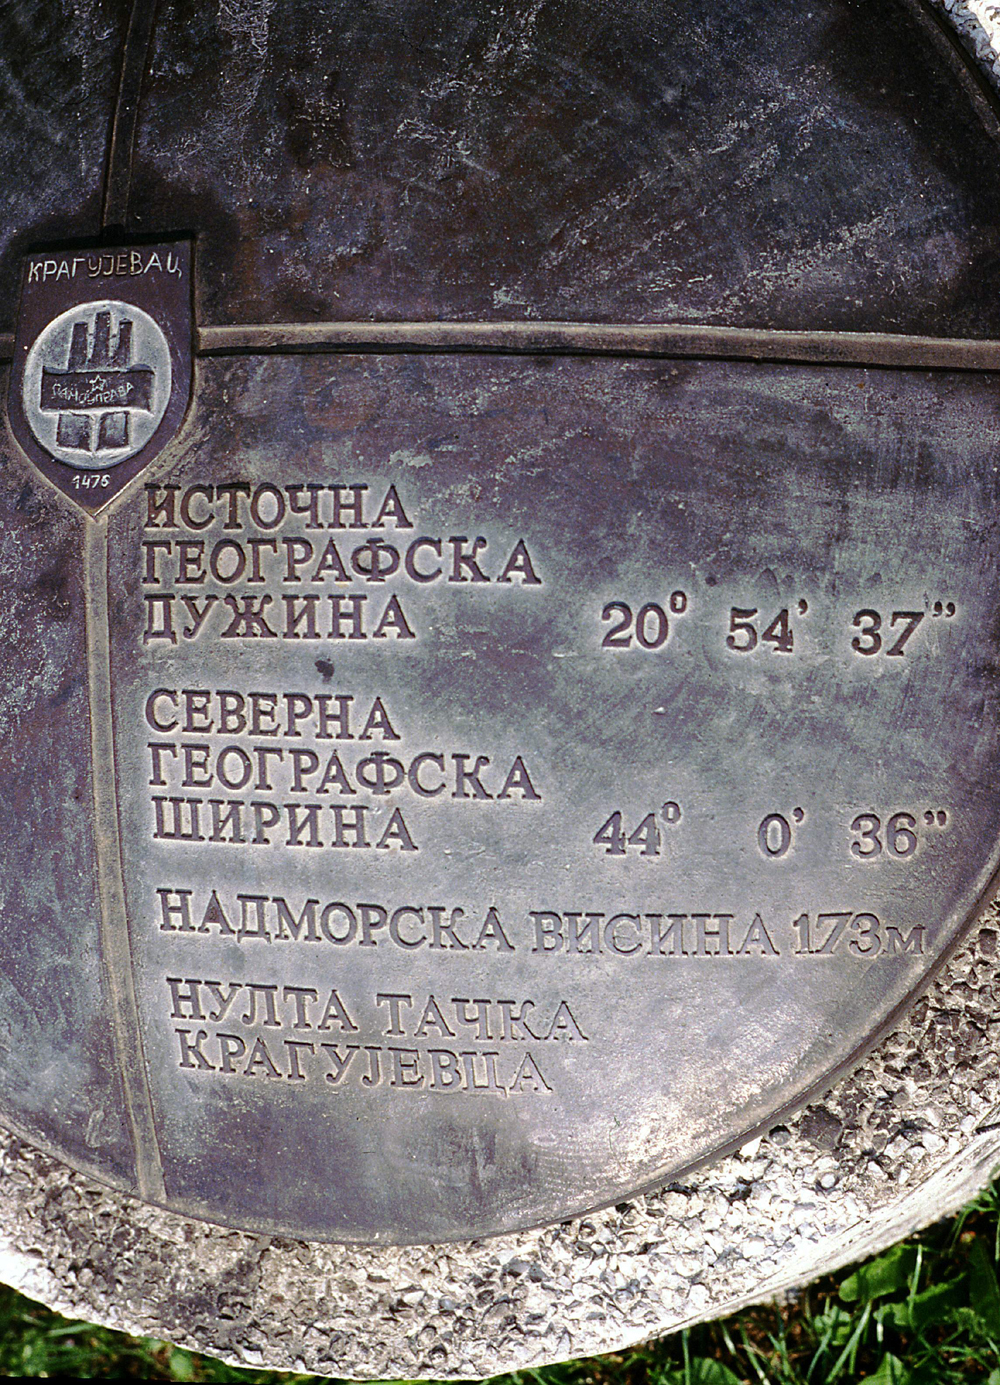 КРАГУЈЕВАЦ
САМОУПРАВА
1476
ИСТОЧНА
ГЕОГРАФСКА
ДУЖИНА 20° 54' 37"
СЕВЕРНА
ГЕОГРАФСКА
ШИРИНА 44° 0' 36"
НАДМОРСКА ВИСИНА 173м
НУЛТА ТАЧКА
КРАГУЈЕВЦА